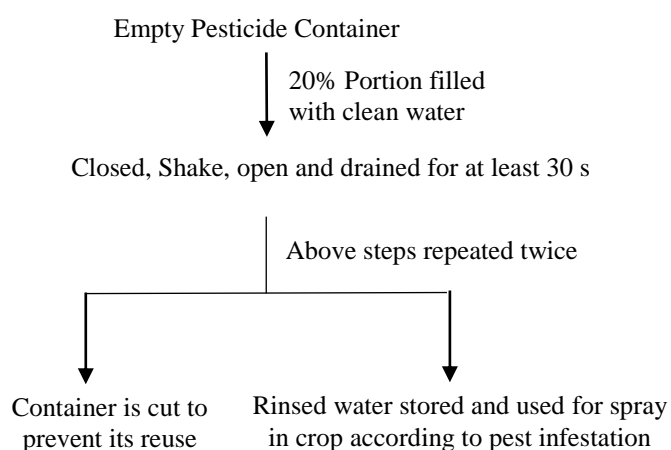 Empty Pesticide Container
20% Portion filled
with clean water
Closed, Shake, open and drained for at least 30 s
Above steps repeated twice
Container is cut to
prevent its reuse
Rinsed water stored and used for spray
in crop according to pest infestation